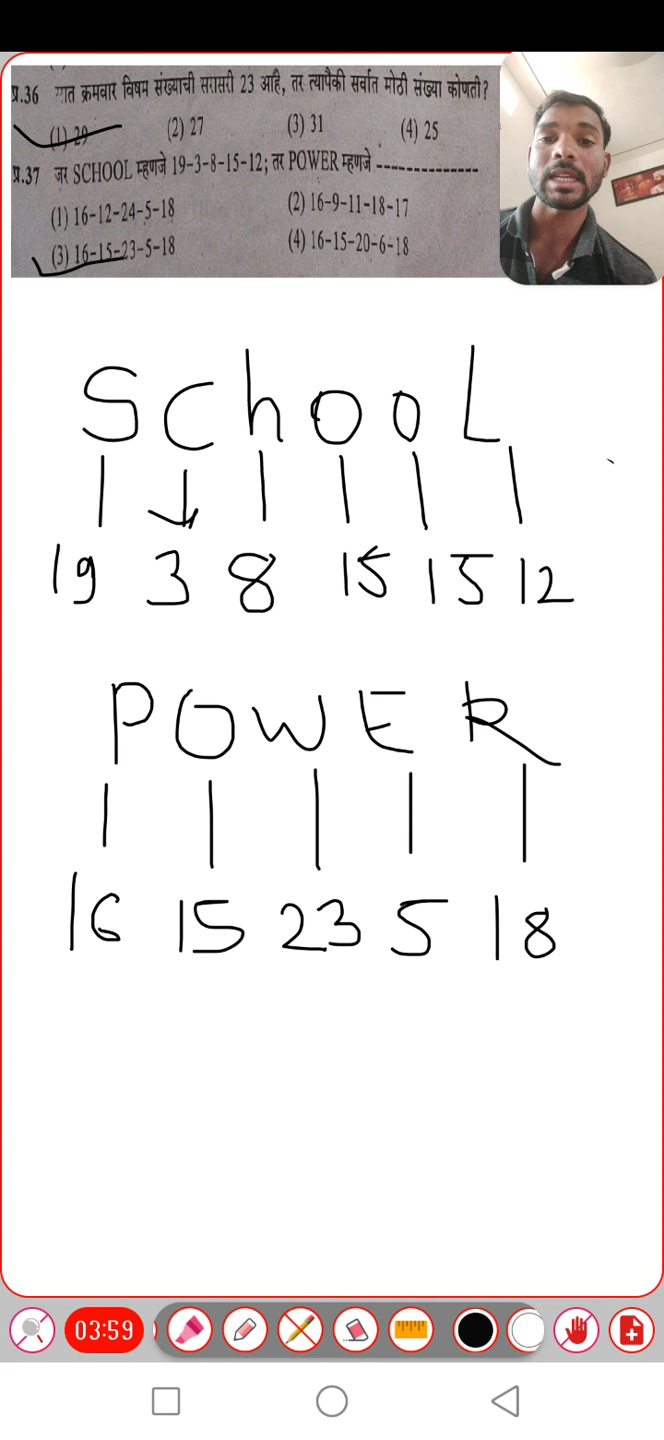 प्र.36 सात क्रमवार विषम संख्याची सरासरी 23 आहे, तर त्यापैकी सर्वात मोठी संख्या कोणती?
(1) 29 (2) 27 (3) 31 (4) 25
प्र.37 जर SCHOOL म्हणजे 19-3-8-15-12; तर POWER म्हणजे --------------
(1) 16-12-24-5-18 (2) 16-9-11-18-17
(3) 16-15-23-5-18 (4) 16-15-20-6-18
SChOOL
19 3 8 15 15 12
POWER
16 15 23 5 18
03:59